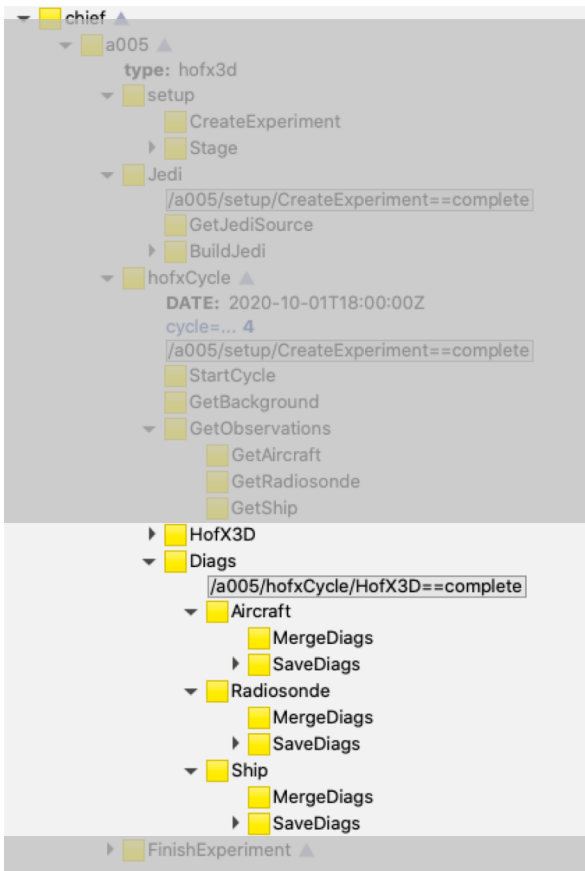 chief
a005
type: hofx3d
setup
CreateExperiment
Stage
Jedi
/a005/setup/CreateExperiment==complete
GetJediSource
BuildJedi
hofxCycle
DATE: 2020-10-01T18:00:00Z
cycle=... 4
/a005/setup/CreateExperiment==complete
StartCycle
GetBackground
GetObservations
GetAircraft
GetRadiosonde
GetShip
HofX3D
Diags
/a005/hofxCycle/HofX3D==complete
Aircraft
MergeDiags
SaveDiags
Radiosonde
MergeDiags
SaveDiags
Ship
MergeDiags
SaveDiags
FinishExperiment